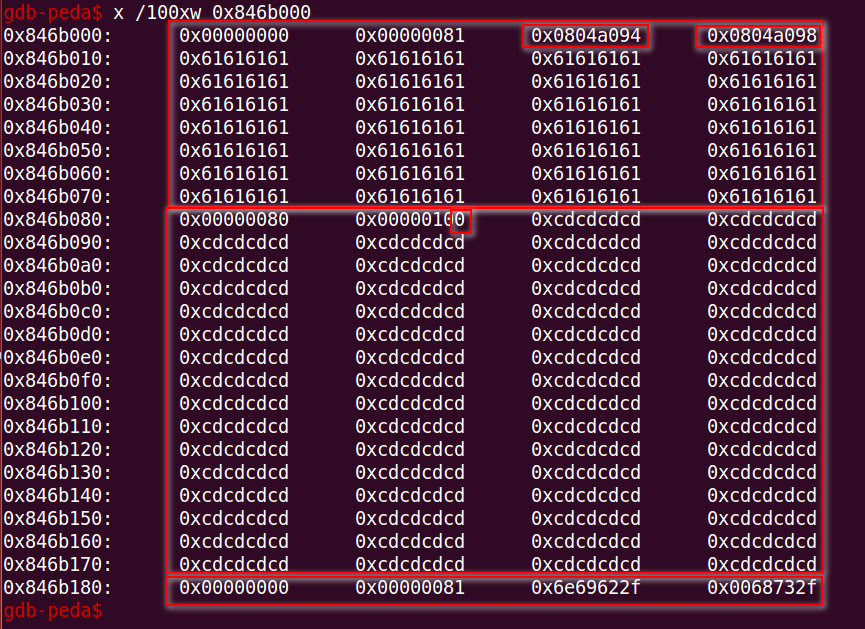 gdb-peda$ x /100xw 0x846b000
0x846b000: 0x00000000 0x00000081 0x0804a094 0x0804a098
0x846b010: 0x61616161 0x61616161 0x61616161 0x61616161
0x846b020: 0x61616161 0x61616161 0x61616161 0x61616161
0x846b030: 0x61616161 0x61616161 0x61616161 0x61616161
0x846b040: 0x61616161 0x61616161 0x61616161 0x61616161
0x846b050: 0x61616161 0x61616161 0x61616161 0x61616161
0x846b060: 0x61616161 0x61616161 0x61616161 0x61616161
0x846b070: 0x61616161 0x61616161 0x61616161 0x61616161
0x846b080: 0x00000080 0x00000100 0xcdcdcdcd 0xcdcdcdcd
0x846b090: 0xcdcdcdcd 0xcdcdcdcd 0xcdcdcdcd 0xcdcdcdcd
0x846b0a0: 0xcdcdcdcd 0xcdcdcdcd 0xcdcdcdcd 0xcdcdcdcd
0x846b0b0: 0xcdcdcdcd 0xcdcdcdcd 0xcdcdcdcd 0xcdcdcdcd
0x846b0c0: 0xcdcdcdcd 0xcdcdcdcd 0xcdcdcdcd 0xcdcdcdcd
0x846b0d0: 0xcdcdcdcd 0xcdcdcdcd 0xcdcdcdcd 0xcdcdcdcd
0x846b0e0: 0xcdcdcdcd 0xcdcdcdcd 0xcdcdcdcd 0xcdcdcdcd
0x846b0f0: 0xcdcdcdcd 0xcdcdcdcd 0xcdcdcdcd 0xcdcdcdcd
0x846b100: 0xcdcdcdcd 0xcdcdcdcd 0xcdcdcdcd 0xcdcdcdcd
0x846b110: 0xcdcdcdcd 0xcdcdcdcd 0xcdcdcdcd 0xcdcdcdcd
0x846b120: 0xcdcdcdcd 0xcdcdcdcd 0xcdcdcdcd 0xcdcdcdcd
0x846b130: 0xcdcdcdcd 0xcdcdcdcd 0xcdcdcdcd 0xcdcdcdcd
0x846b140: 0xcdcdcdcd 0xcdcdcdcd 0xcdcdcdcd 0xcdcdcdcd
0x846b150: 0xcdcdcdcd 0xcdcdcdcd 0xcdcdcdcd 0xcdcdcdcd
0x846b160: 0xcdcdcdcd 0xcdcdcdcd 0xcdcdcdcd 0xcdcdcdcd
0x846b170: 0xcdcdcdcd 0xcdcdcdcd 0xcdcdcdcd 0xcdcdcdcd
0x846b180: 0x00000000 0x00000081 0x6e69622f 0x0068732f
gdb-peda$